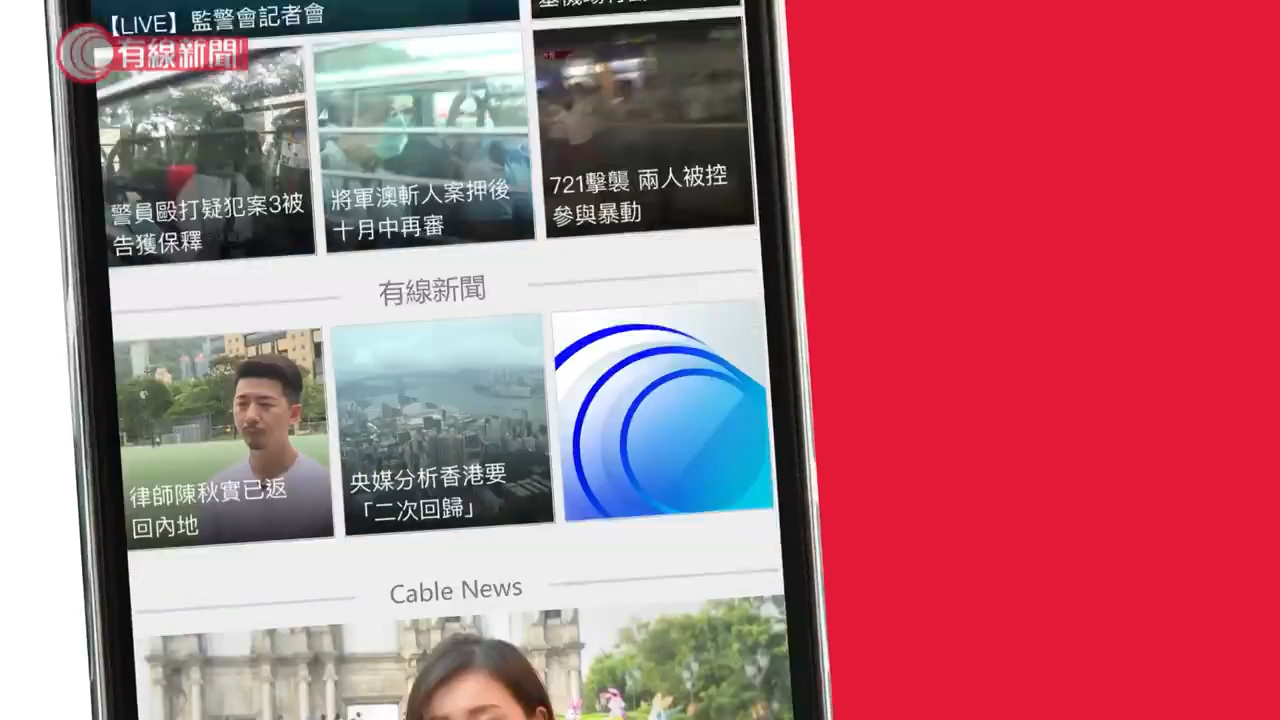 【LIVE】監警會記者會
有線新聞
警員毆打疑犯案3被
告獲保釋
將軍澳斬人案押後
十月中再審
721擊襲 兩人被控
參與暴動
有線新聞
律師陳秋實已返
回內地
央媒分析香港要
「二次回歸」
Cable News